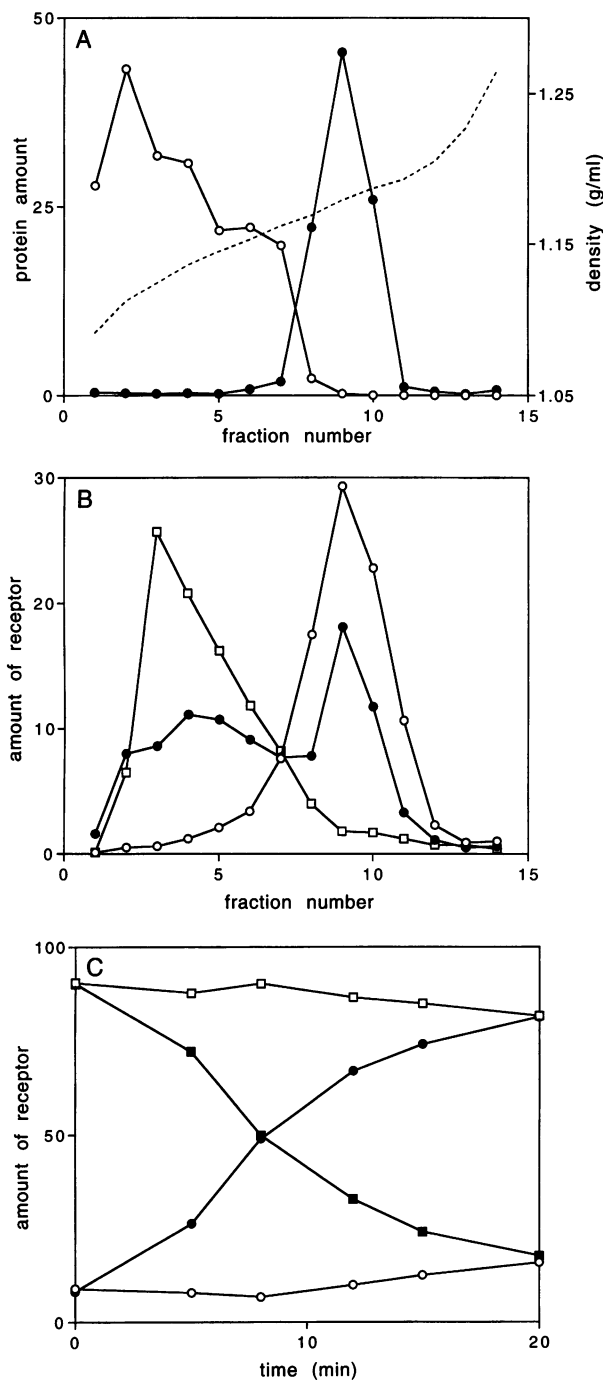 A
50
25
0
protein amount
1.25
1.15
1.05
density (g/ml)
0 5 10 15
fraction number
B
30
20
10
0
amount of receptor
0 5 10 15
fraction number
C
100
50
0
amount of receptor
0 10 20
time (min)